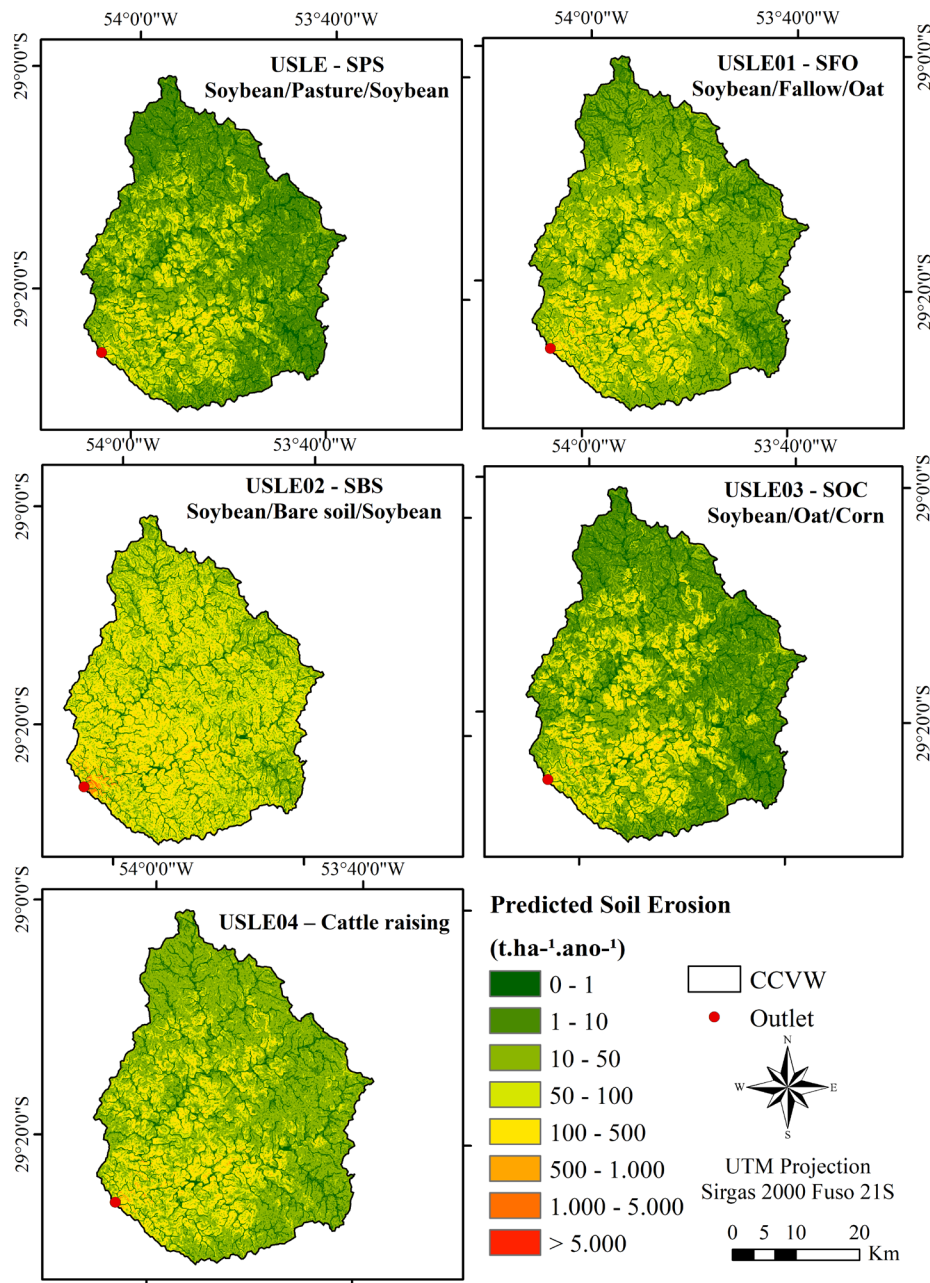 54°0'0"W 53°40'0"W
54°0'0"W 53°40'0"W
29°0'0"S
29°0'0"S
USLE - SPS
Soybean/Pasture/Soybean
USLE01 - SFO
Soybean/Fallow/Oat
29°20'0"S
29°20'0"S
54°0'0"W 53°40'0"W
54°0'0"W 53°40'0"W
29°0'0"S
29°0'0"S
USLE02 - SBS
Soybean/Bare soil/Soybean
USLE03 - SOC
Soybean/Oat/Corn
29°20'0"S
29°20'0"S
54°0'0"W 53°40'0"W
29°0'0"S
USLE04 – Cattle raising
29°20'0"S
Predicted Soil Erosion
(t.ha-¹.ano-¹)
0 - 1
1 - 10
10 - 50
50 - 100
100 - 500
500 - 1.000
1.000 - 5.000
> 5.000
CCVW
Outlet
N
W E
S
UTM Projection
Sirgas 2000 Fuso 21S
0 5 10 20
Km